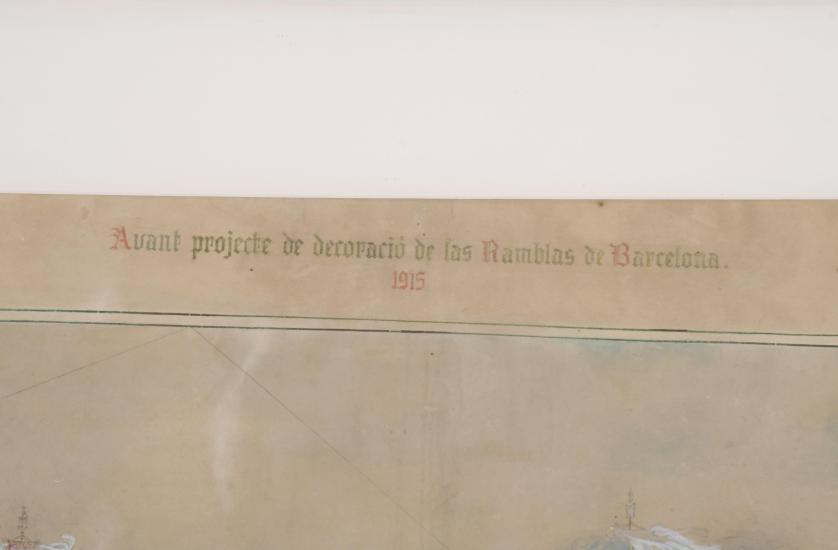 Avant projecte de decoració de las Ramblas de Barcelona.
1915